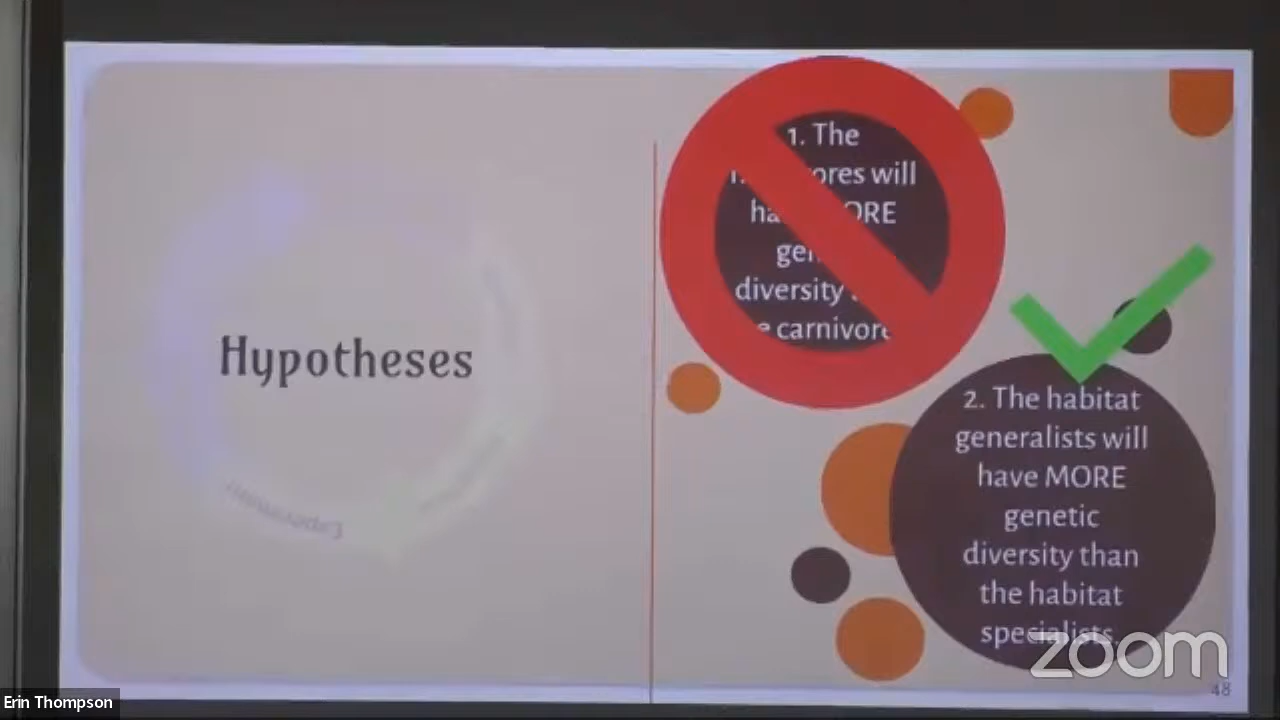 Hypotheses
1. The
ores will
ha ORE
gen
diversity
e carnivore
2. The habitat
generalists will
have MORE
genetic
diversity than
the habitat
specialists.
zoom
48
Erin Thompson